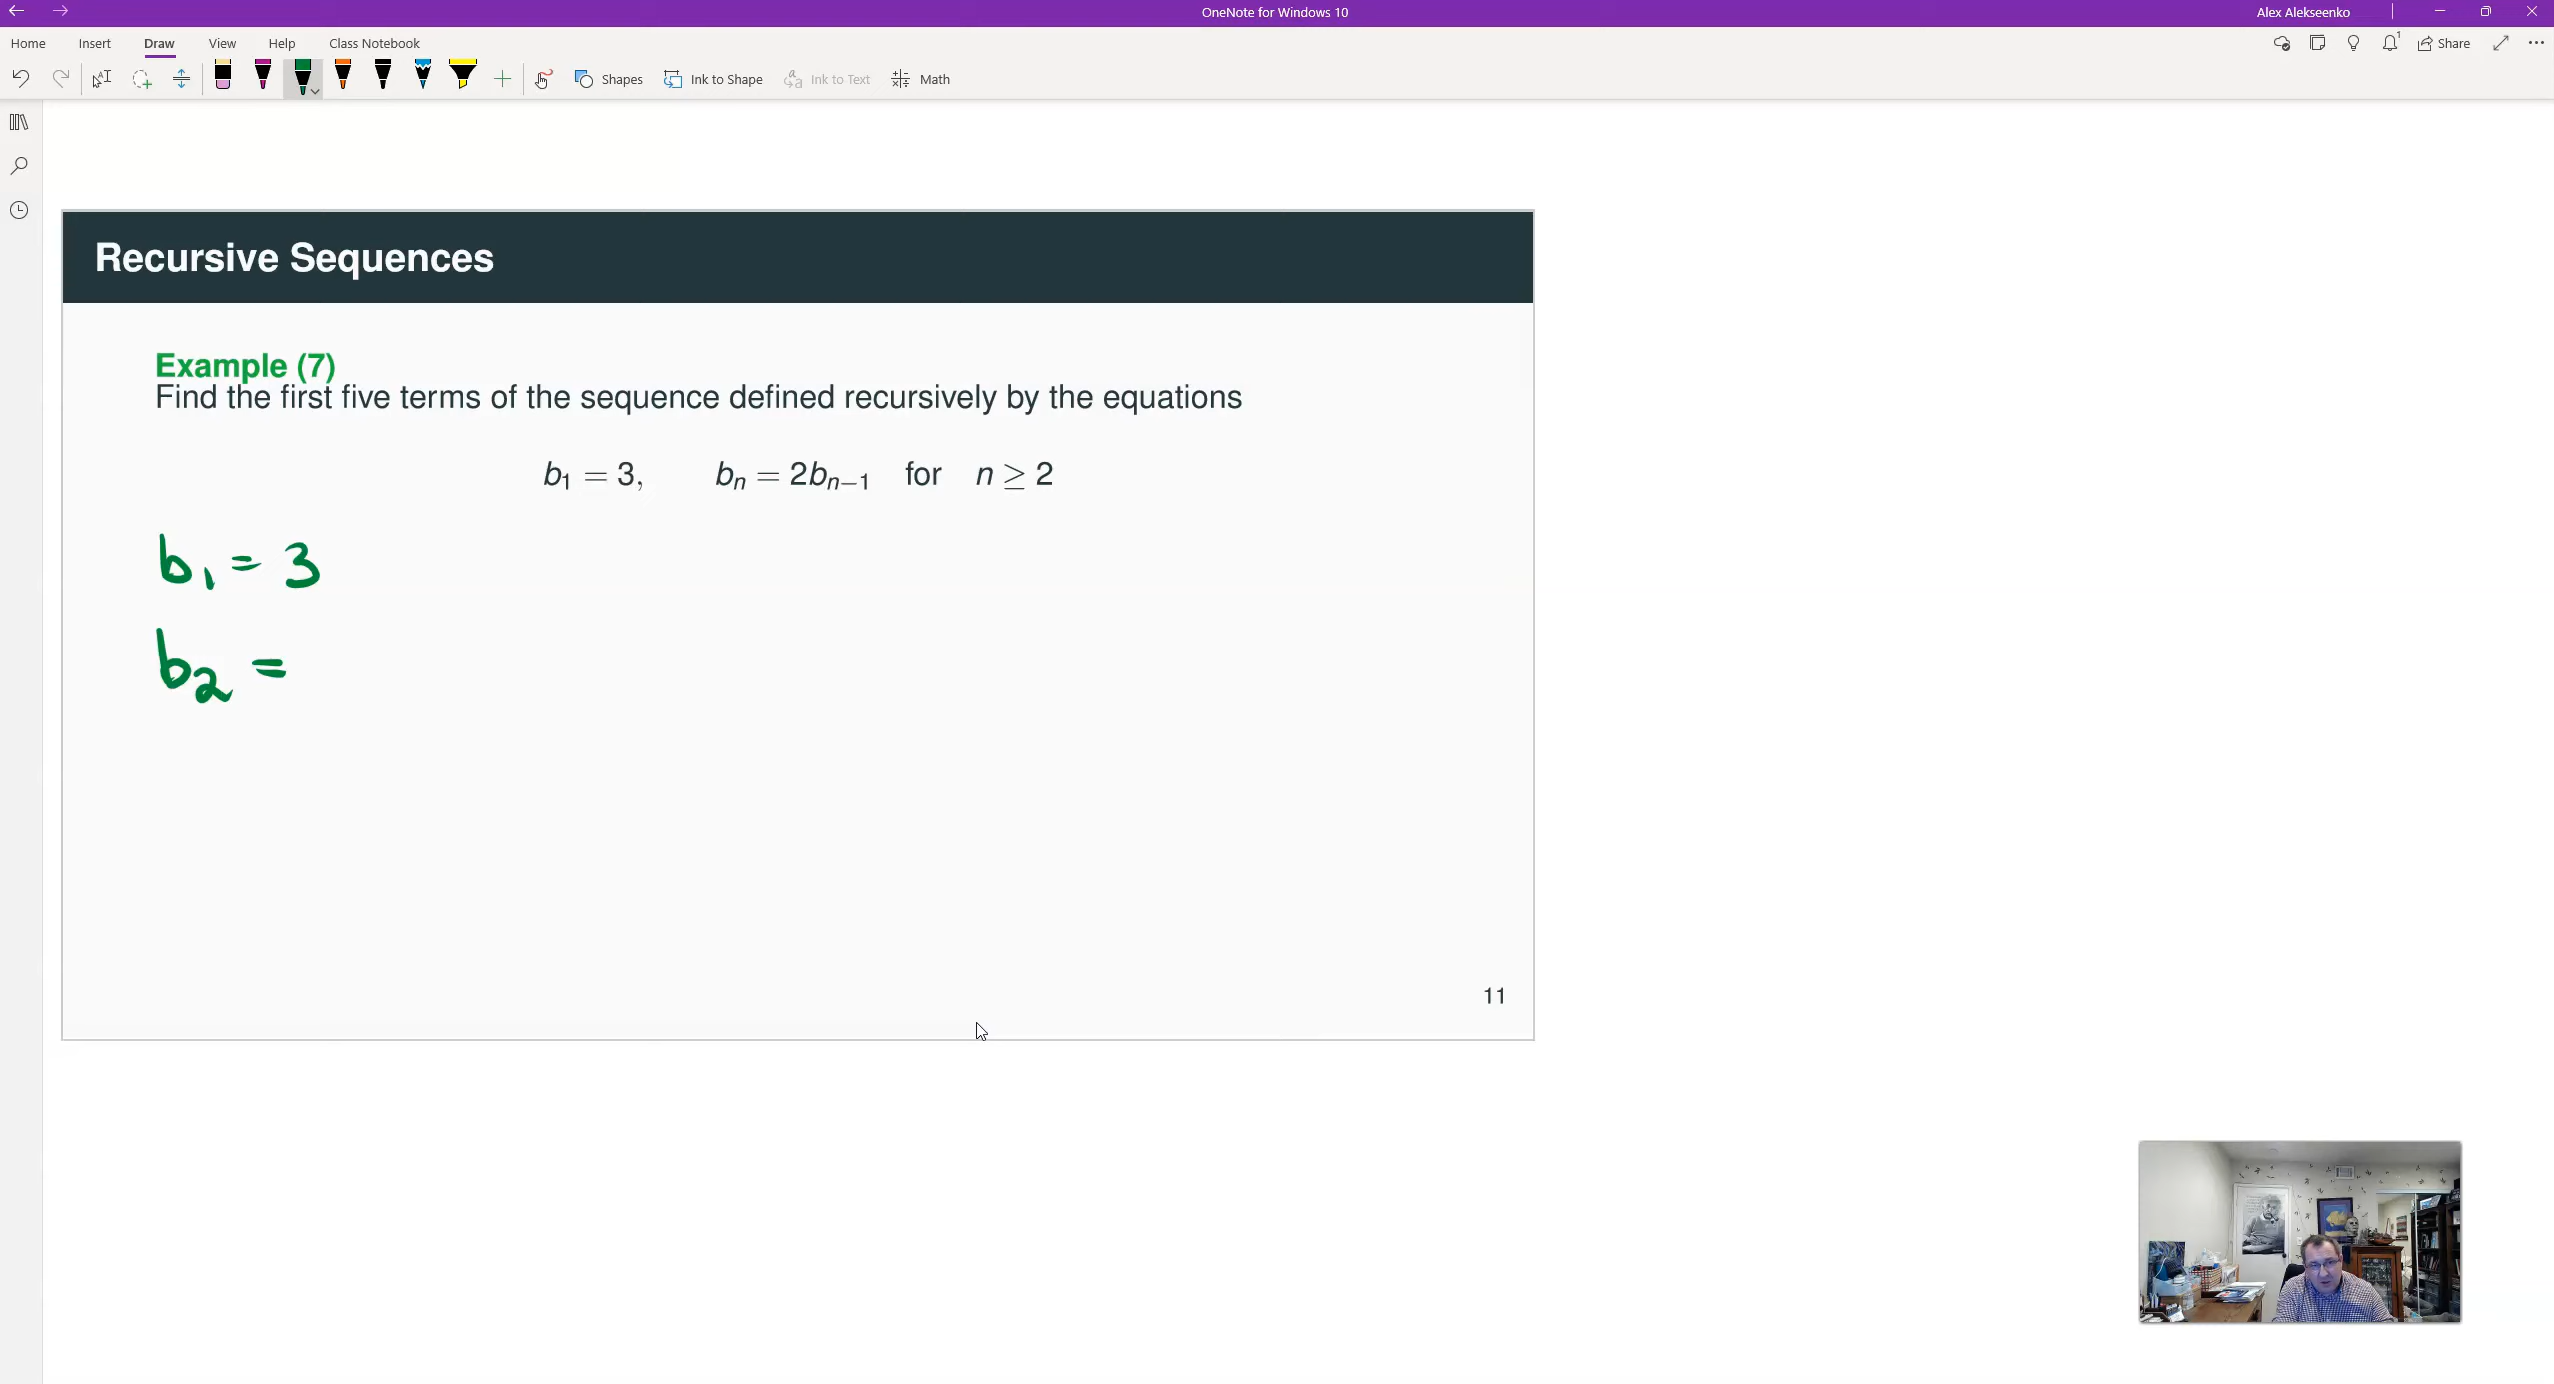 OneNote for Windows 10
Alex Alekseenko
Home Insert Draw View Help Class Notebook
1 Share
Shapes Ink to Shape Ink to Text Math
Recursive Sequences
Example (7)
Find the first five terms of the sequence defined recursively by the equations
b₁ = 3, bₙ = 2bₙ₋₁ for n ≥ 2
b₁ = 3
b₂ =
11